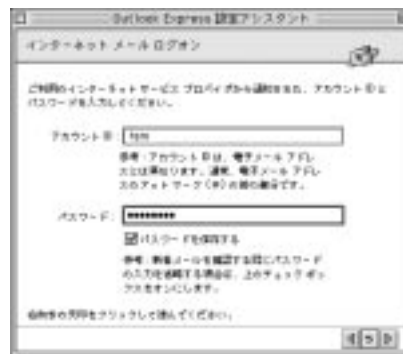 Outlook Express 設定アシスタント
インターネット メール ログオン
ご利用のインターネット サービス プロバイダから通知された、アカウント ID と
パスワードを入力してください。
アカウント ID :
参考 : アカウント ID は、電子メール アドレ
スとは異なります。通常、電子メール アドレ
スのアットマーク (@) の前の部分です。
パスワード : ••••••••
パスワードを保存する
参考 : 新着メールを確認する際にパスワード
の入力を省略する場合は、上のチェック ボッ
クスをオンにします。
右向きの矢印をクリックして進んでください。
5